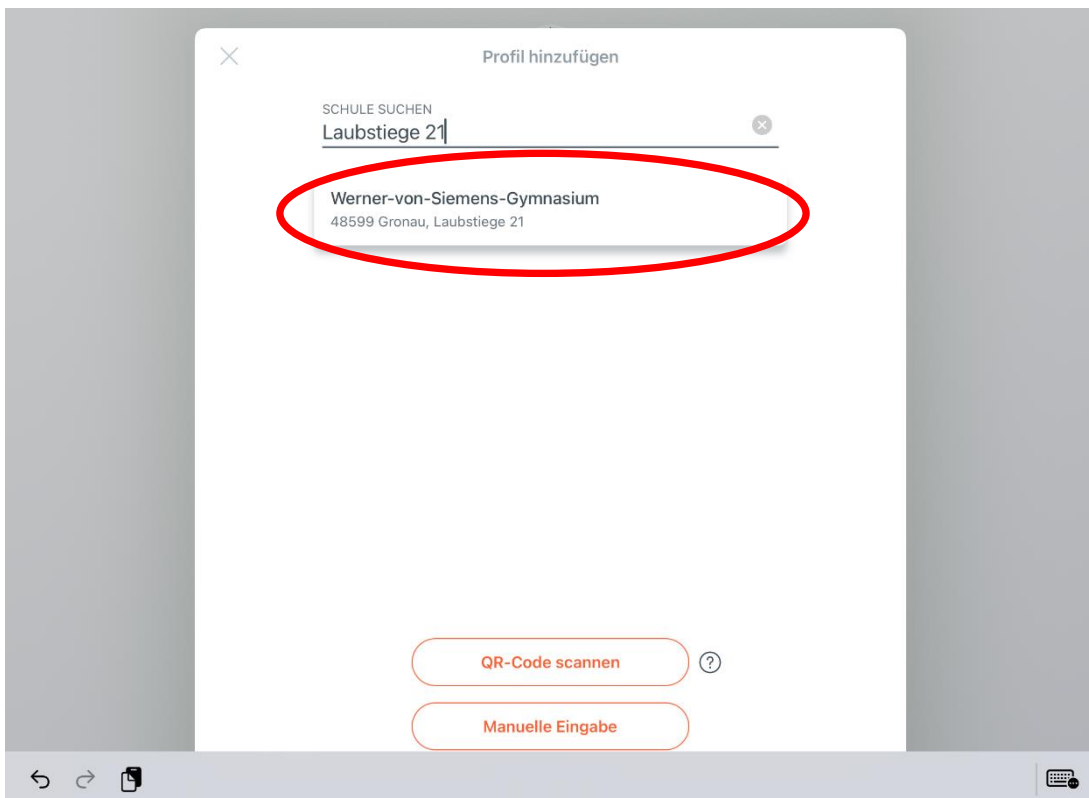 Profil hinzufügen
SCHULE SUCHEN
Laubstiege 21
Werner-von-Siemens-Gymnasium
48599 Gronau, Laubstiege 21
QR-Code scannen
?
Manuelle Eingabe